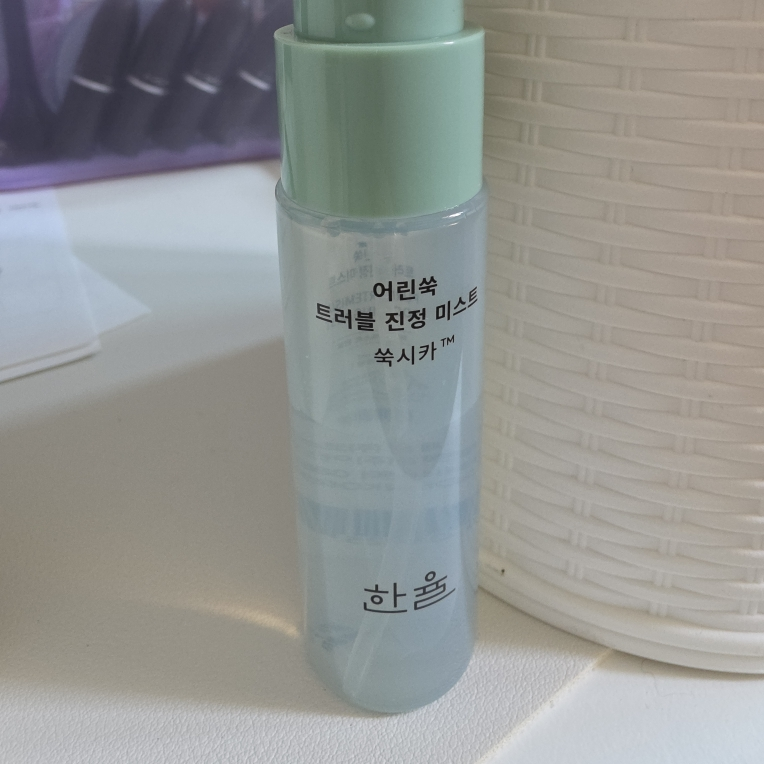 어린쑥
트러블 진정 미스트
쑥시카™
한율